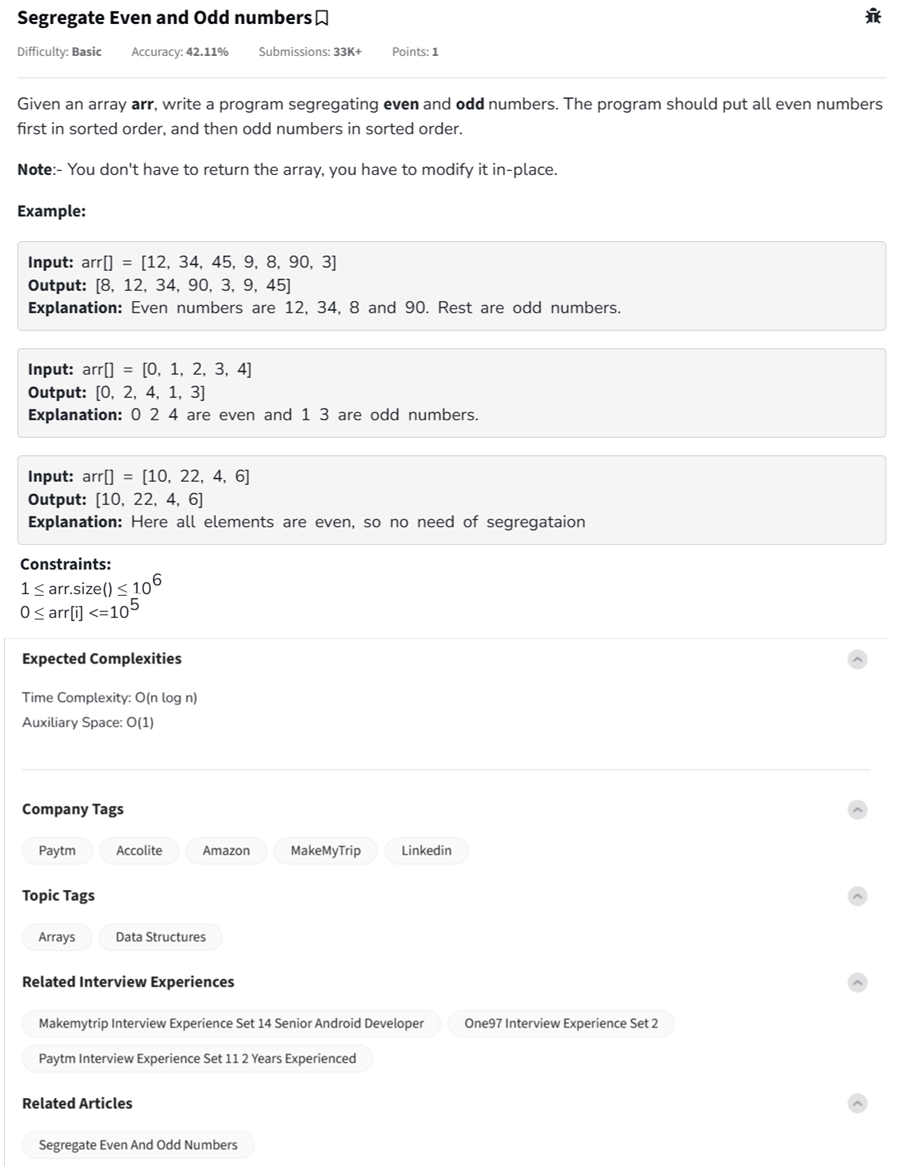 Segregate Even and Odd numbers
Difficulty: Basic Accuracy: 42.11% Submissions: 33K+ Points: 1
Given an array arr, write a program segregating even and odd numbers. The program should put all even numbers
first in sorted order, and then odd numbers in sorted order.
Note:- You don't have to return the array, you have to modify it in-place.
Example:
Input: arr[] = [12, 34, 45, 9, 8, 90, 3]
Output: [8, 12, 34, 90, 3, 9, 45]
Explanation: Even numbers are 12, 34, 8 and 90. Rest are odd numbers.
Input: arr[] = [0, 1, 2, 3, 4]
Output: [0, 2, 4, 1, 3]
Explanation: 0 2 4 are even and 1 3 are odd numbers.
Input: arr[] = [10, 22, 4, 6]
Output: [10, 22, 4, 6]
Explanation: Here all elements are even, so no need of segregataion
Constraints:
1 ≤ arr.size() ≤ 10⁶
0 ≤ arr[i] <=10⁵
Expected Complexities
Time Complexity: O(n log n)
Auxiliary Space: O(1)
Company Tags
Paytm Accolite Amazon MakeMyTrip Linkedin
Topic Tags
Arrays Data Structures
Related Interview Experiences
Makemytrip Interview Experience Set 14 Senior Android Developer One97 Interview Experience Set 2
Paytm Interview Experience Set 11 2 Years Experienced
Related Articles
Segregate Even And Odd Numbers